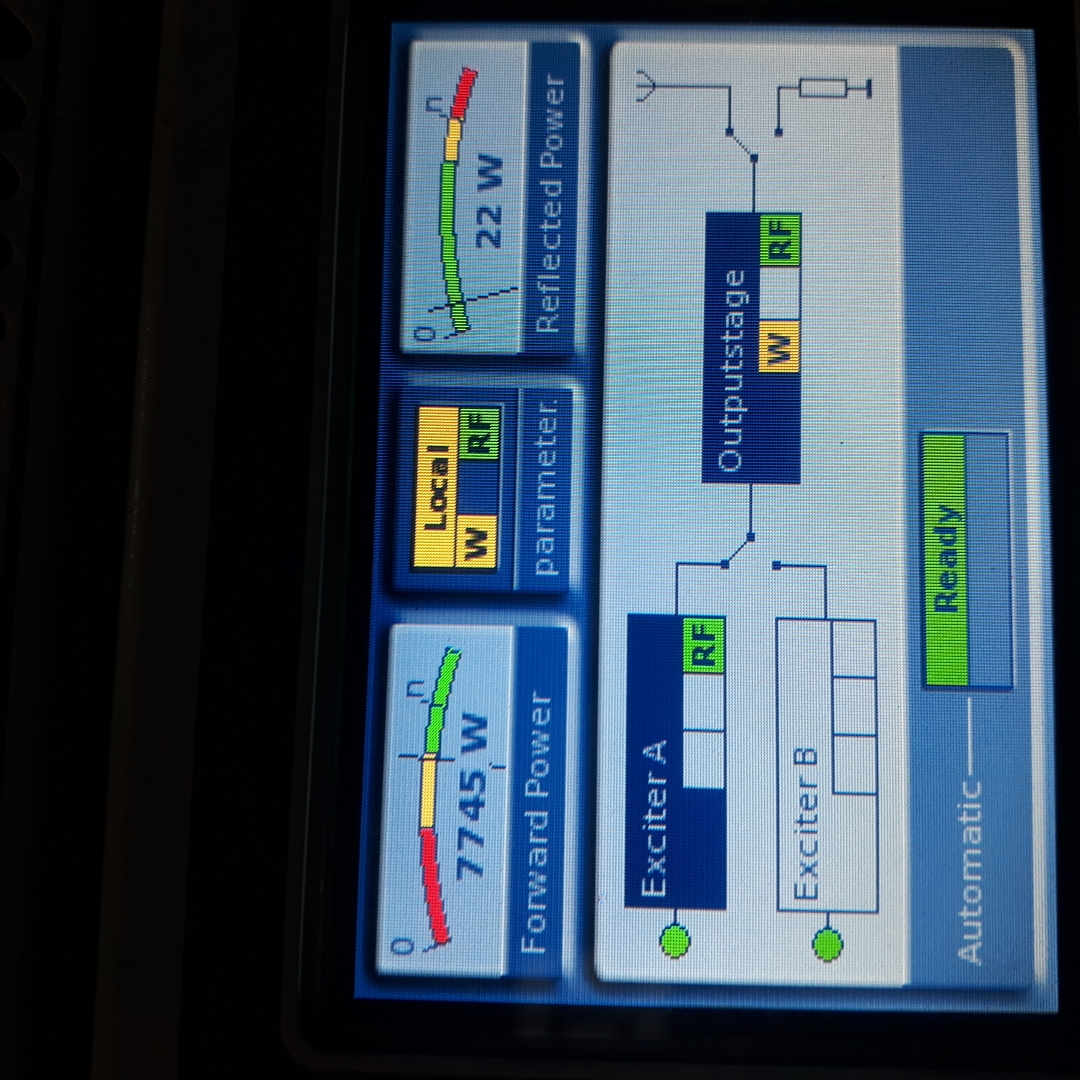 0 n
7745 W
Forward Power
Local
W RF
parameter.
0 n
22 W
Reflected Power
Exciter A
RF
Exciter B
Outputstage
W RF
Automatic
Ready